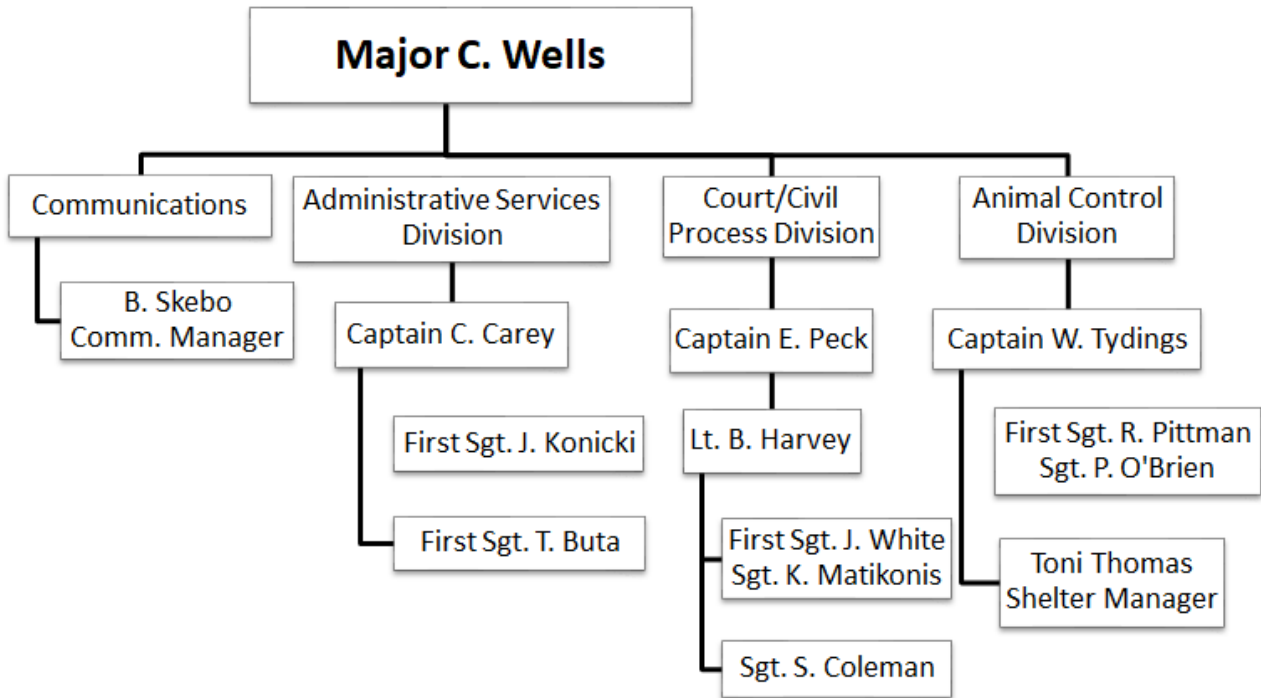 Major C. Wells
Communications
B. Skebo
Comm. Manager
Administrative Services
Division
Captain C. Carey
First Sgt. J. Konicki
First Sgt. T. Buta
Court/Civil
Process Division
Captain E. Peck
Lt. B. Harvey
First Sgt. J. White
Sgt. K. Matikonis
Sgt. S. Coleman
Animal Control
Division
Captain W. Tydings
First Sgt. R. Pittman
Sgt. P. O'Brien
Toni Thomas
Shelter Manager